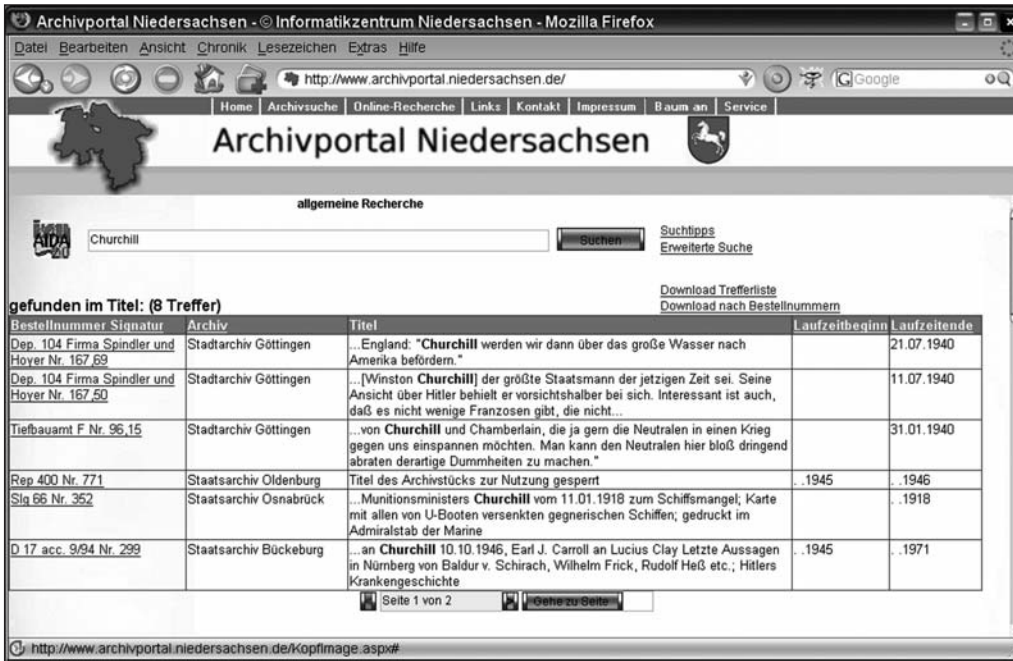 Archivportal Niedersachsen - © Informatikzentrum Niedersachsen - Mozilla Firefox
Datei Bearbeiten Ansicht Chronik Lesezeichen Extras Hilfe
http://www.archivportal.niedersachsen.de/ Google
Home Archivsuche Online-Recherche Links Kontakt Impressum Baum an Service
Archivportal Niedersachsen
allgemeine Recherche
AIDA
Churchill Suchen
Suchtipps
Erweiterte Suche
Download Trefferliste
gefunden im Titel: (8 Treffer) Download nach Bestellnummern
Bestellnummer Signatur Archiv Titel Laufzeitbeginn Laufzeitende
Dep. 104 Firma Spindler und Stadtarchiv Göttingen ...England: "Churchill werden wir dann über das große Wasser nach 21.07.1940
Hoyer Nr. 167,69 Amerika befördern."
Dep. 104 Firma Spindler und Stadtarchiv Göttingen ...[Winston Churchill] der größte Staatsmann der jetzigen Zeit sei. Seine 11.07.1940
Hoyer Nr. 167,50 Ansicht über Hitler behielt er vorsichtshalber bei sich. Interessant ist auch,
daß es nicht wenige Franzosen gibt, die nicht...
Tiefbauamt F Nr. 96,15 Stadtarchiv Göttingen ...von Churchill und Chamberlain, die ja gern die Neutralen in einen Krieg 31.01.1940
gegen uns einspannen möchten. Man kann den Neutralen hier bloß dringend
abraten derartige Dummheiten zu machen."
Rep 400 Nr. 771 Staatsarchiv Oldenburg Titel des Archivstücks zur Nutzung gesperrt . .1945 . .1946
Slg 66 Nr. 352 Staatsarchiv Osnabrück ...Munitionsministers Churchill vom 11.01.1918 zum Schiffsmangel; Karte . .1918
mit allen von U-Booten versenkten gegnerischen Schiffen; gedruckt im
Admiralstab der Marine
D 17 acc. 9/94 Nr. 299 Staatsarchiv Bückeburg ...an Churchill 10.10.1946, Earl J. Carroll an Lucius Clay Letzte Aussagen . .1945 . .1971
in Nürnberg von Baldur v. Schirach, Wilhelm Frick, Rudolf Heß etc.; Hitlers
Krankengeschichte
Seite 1 von 2 Gehe zu Seite
http://www.archivportal.niedersachsen.de/KopfImage.aspx#